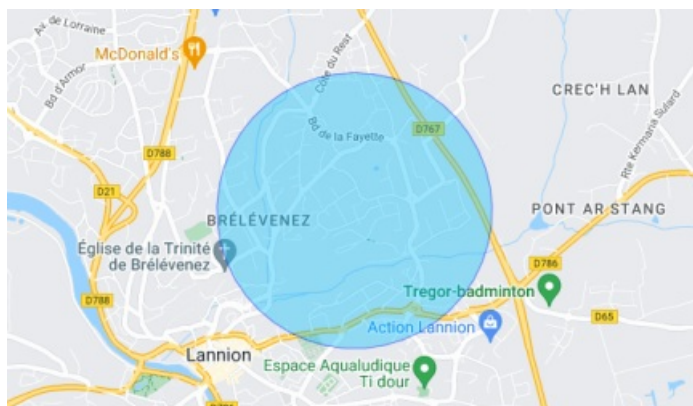 Av. de Lorraine
McDonald's
Bd d'Armor
Côte du Rest
Bd de la Fayette
D767
CREC'H LAN
Rte Kermaria Sulard
D788
D21
BRÉLÉVENEZ
PONT AR STANG
Église de la Trinité
de Brélévenez
D786
D788
Tregor-badminton
D65
Action Lannion
Lannion
Espace Aqualudique
Ti dour